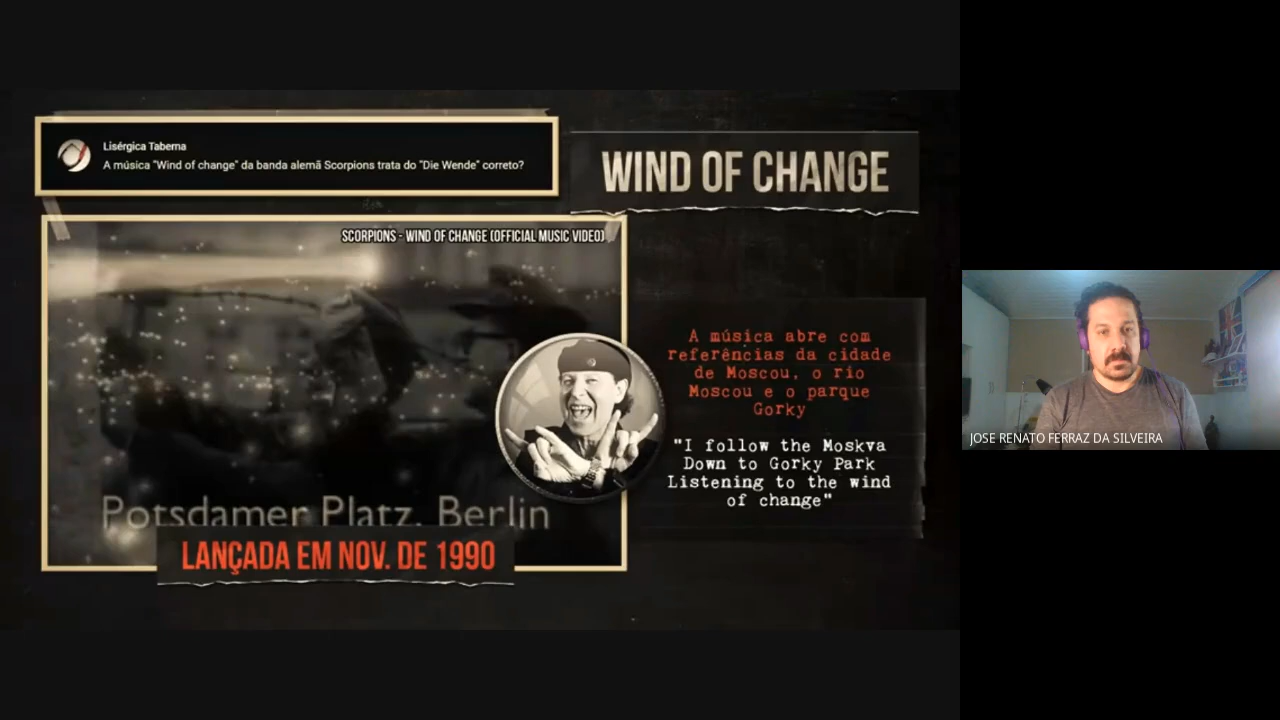 Lisérgica Taberna
A música "Wind of change" da banda alemã Scorpions trata do "Die Wende" correto?
WIND OF CHANGE
SCORPIONS - WIND OF CHANGE (OFFICIAL MUSIC VIDEO)
Potsdamer Platz, Berlin
LANÇADA EM NOV. DE 1990
A música abre com
referências da cidade
de Moscou, o rio
Moscou e o parque
Gorky
"I follow the Moskva
Down to Gorky Park
Listening to the wind
of change"
JOSE RENATO FERRAZ DA SILVEIRA